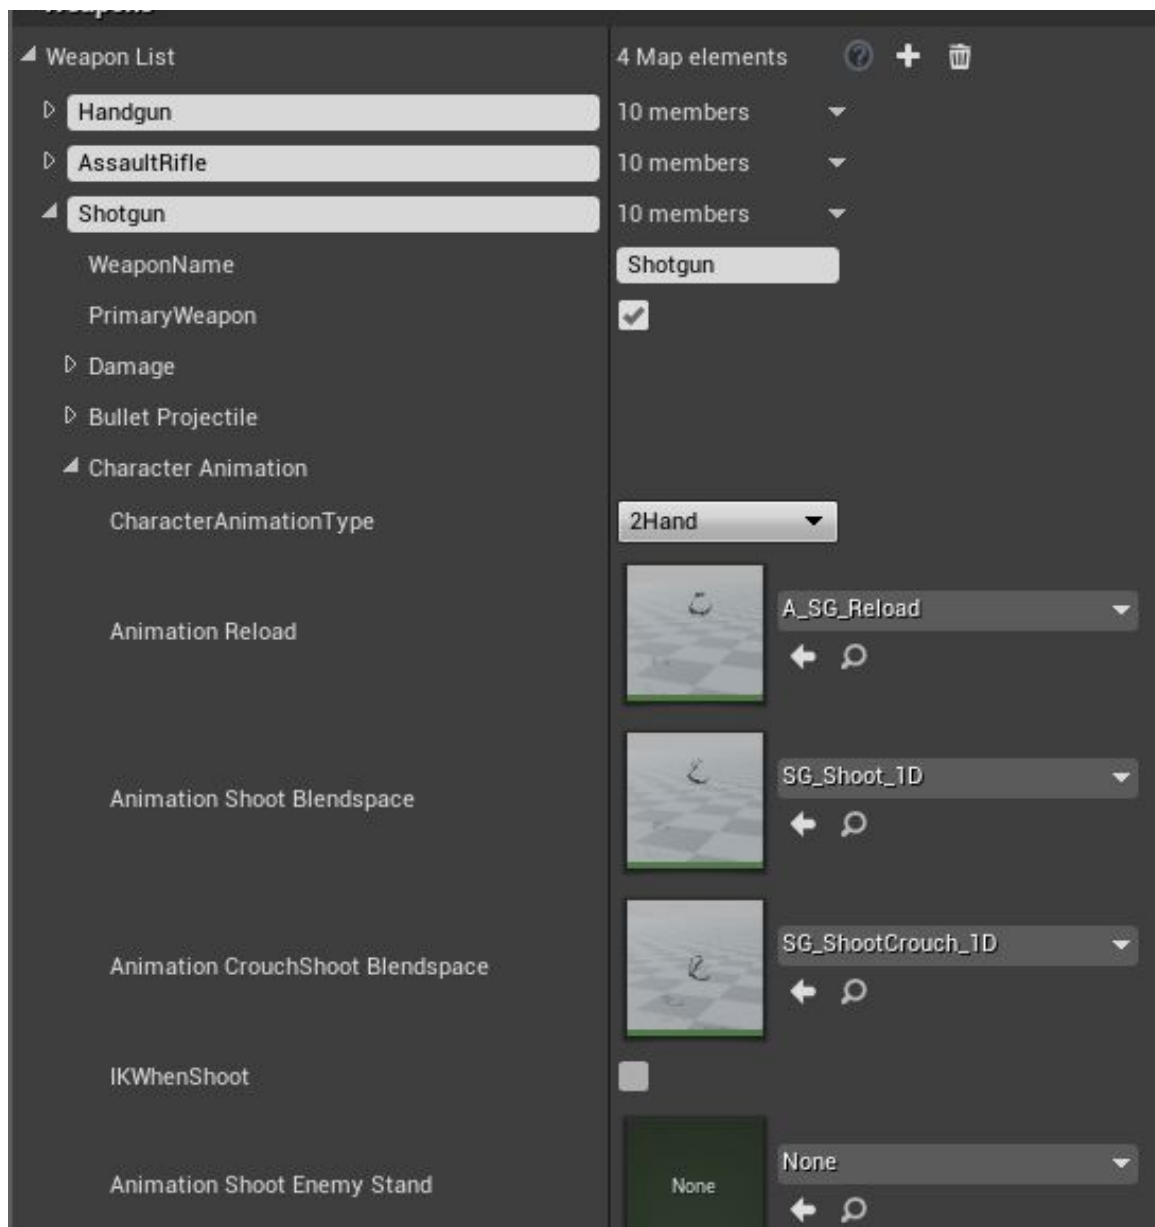 Weapons
Weapon List 4 Map elements
Handgun 10 members
AssaultRifle 10 members
Shotgun 10 members
WeaponName Shotgun
PrimaryWeapon
Damage
Bullet Projectile
Character Animation
CharacterAnimationType 2Hand
Animation Reload A_SG_Reload
Animation Shoot Blendspace SG_Shoot_1D
Animation CrouchShoot Blendspace SG_ShootCrouch_1D
IKWhenShoot
Animation Shoot Enemy Stand None None